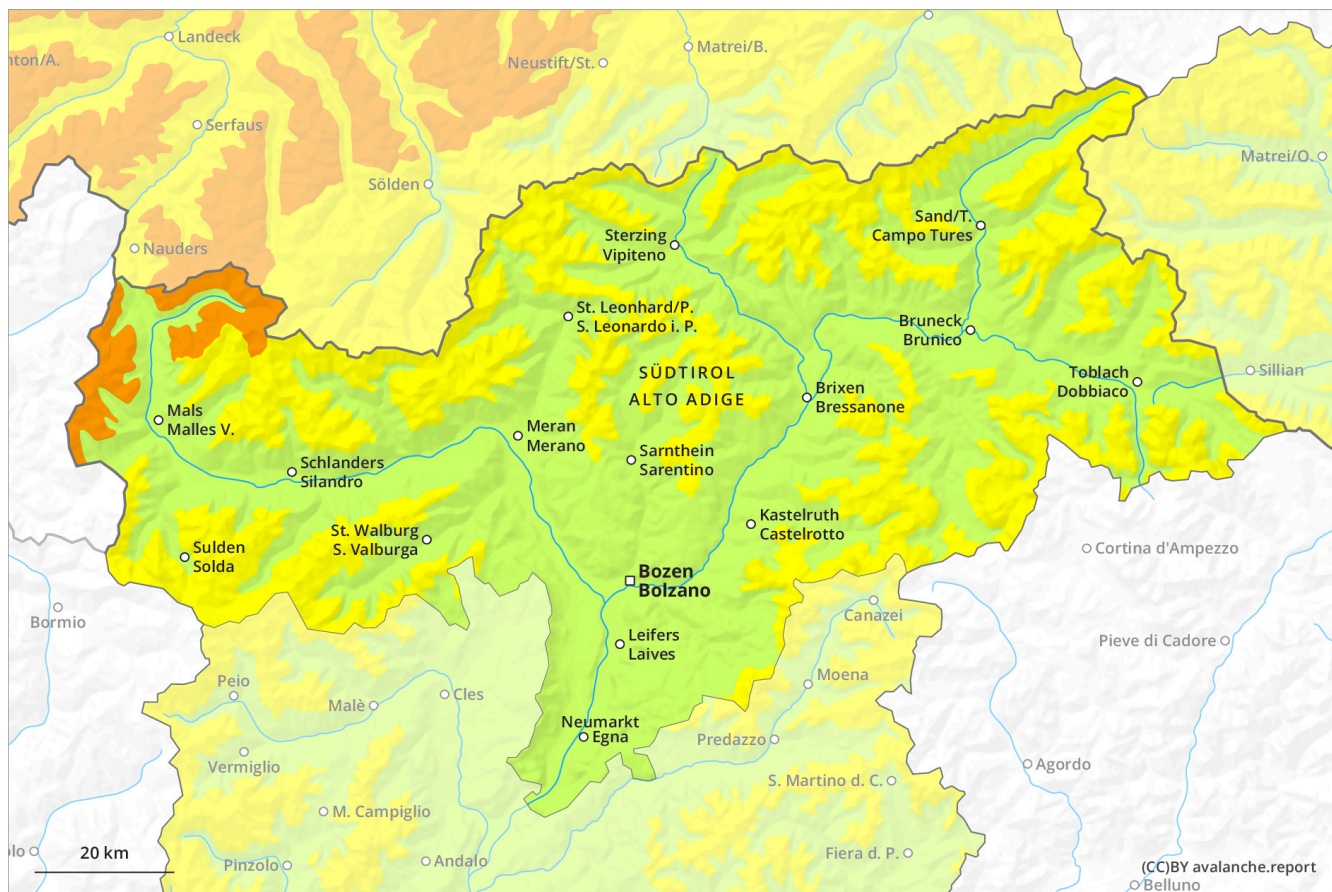 Landeck
Matrei/B.
nton/A.
Neustift/St.
Serfaus
Matrei/O.
Sölden
Sand/T.
Campo Tures
Sterzing
Vipiteno
Nauders
St. Leonhard/P.
S. Leonardo i. P.
Bruneck
Brunico
SÜDTIROL
ALTO ADIGE
Toblach
Dobbiaco
Sillian
Brixen
Bressanone
Mals
Malles V.
Meran
Merano
Sarnthein
Sarentino
Schlanders
Silandro
Kastelruth
Castelrotto
St. Walburg
S. Valburga
Sulden
Solda
Cortina d'Ampezzo
Bozen
Bolzano
Bormio
Canazei
Leifers
Laives
Pieve di Cadore
Moena
Peio
Cles
Malè
Neumarkt
Egna
Predazzo
Vermiglio
Agordo
S. Martino d. C.
M. Campiglio
olo
20 km
Pinzolo
Andalo
Fiera d. P.
(CC)BY avalanche.report
Belluno